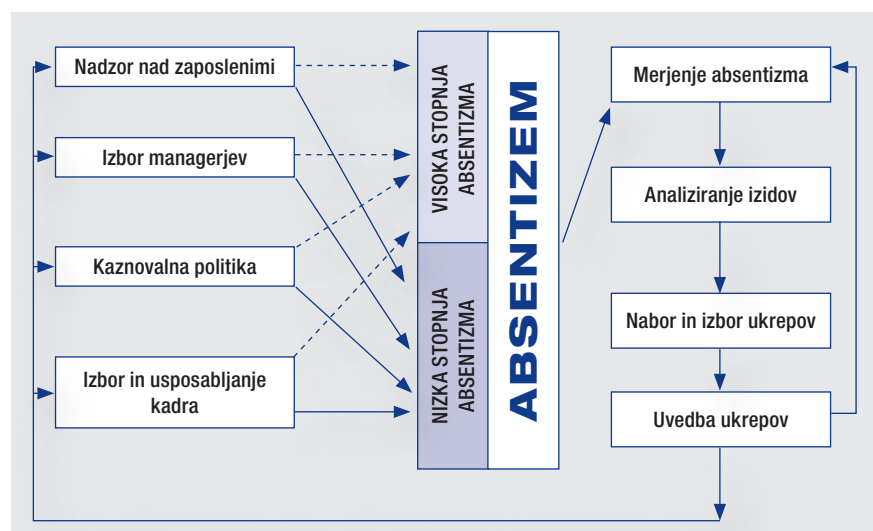 Nadzor nad zaposlenimi
Izbor managerjev
Kaznovalna politika
Izbor in usposabljanje
kadra
VISOKA STOPNJA
ABSENTIZMA
NIZKA STOPNJA
ABSENTIZMA
ABSENTIZEM
Merjenje absentizma
Analiziranje izidov
Nabor in izbor ukrepov
Uvedba ukrepov